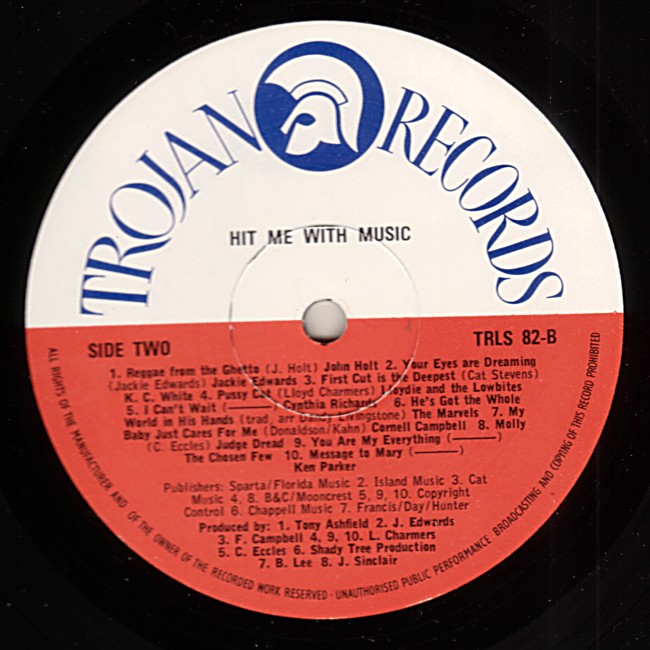 TROJAN RECORDS
HIT ME WITH MUSIC
SIDE TWO
TRLS 82-B
1. Reggae from the Ghetto (J. Holt) John Holt 2. Your Eyes are Dreaming
(Jackie Edwards) Jackie Edwards 3. First Cut is the Deepest (Cat Stevens)
K. C. White 4. Pussy Cat (Lloyd Charmers) Lloydie and the Lowbites
5. I Can't Wait (———) Cynthia Richards 6. He's Got the Whole
World in His Hands (trad, arr Livingstone) The Marvels 7. My
Baby Just Cares For Me (Donaldson/Kahn) Cornell Campbell 8. Molly
(C. Eccles) Judge Dread 9. You Are My Everything (———)
The Chosen Few 10. Message to Mary (———)
Ken Parker
Publishers: Sparta/Florida Music 2. Island Music 3. Cat
Music 4. 8. B&C/Mooncrest 5, 9, 10. Copyright
Control 6. Chappell Music 7. Francis/Day/Hunter
Produced by: 1. Tony Ashfield 2. J. Edwards
3. F. Campbell 4, 9, 10. L. Charmers
5. C. Eccles 6. Shady Tree Production
7. B. Lee 8. J. Sinclair
ALL RIGHTS OF THE MANUFACTURER AND OF THE OWNER OF THE RECORDED WORK RESERVED - UNAUTHORISED PUBLIC PERFORMANCE BROADCASTING AND COPYING OF THIS RECORD PROHIBITED